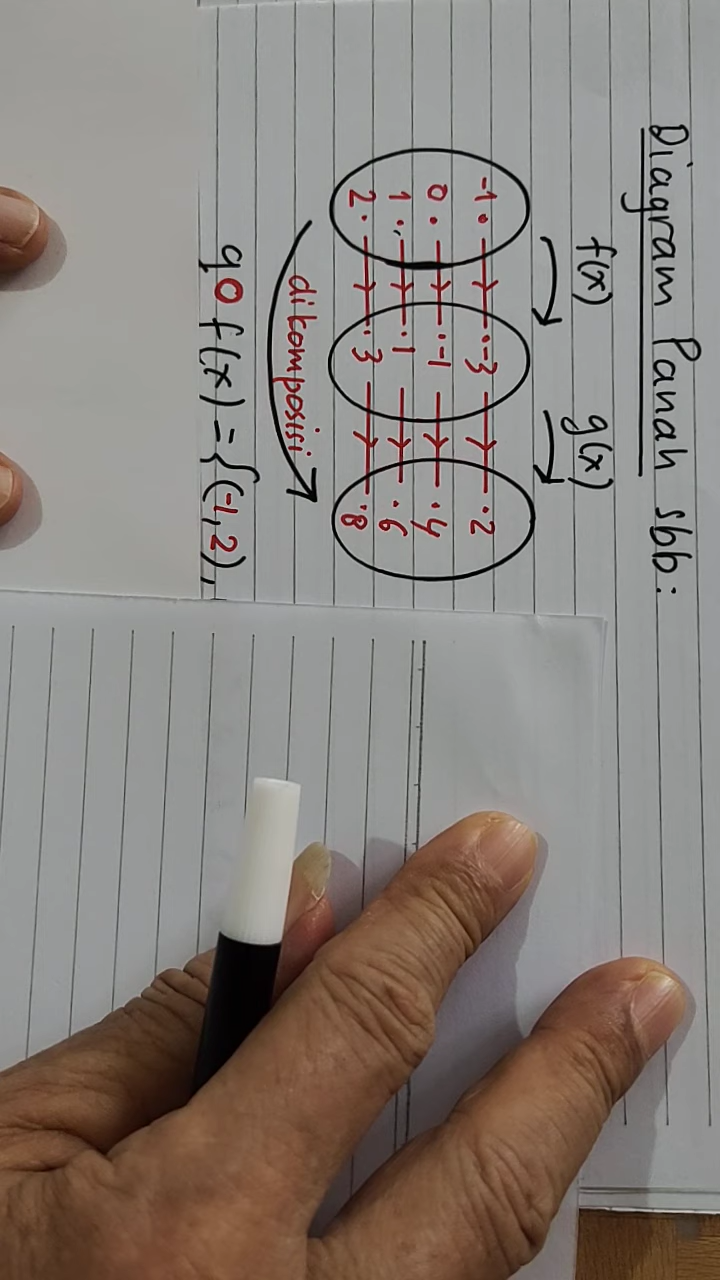 Diagram Panah sbb:
f(x) g(x)
-1 -3 2
0 -1 4
1 1 6
2 3 8
dikomposisi
g o f(x) = {(-1,2),